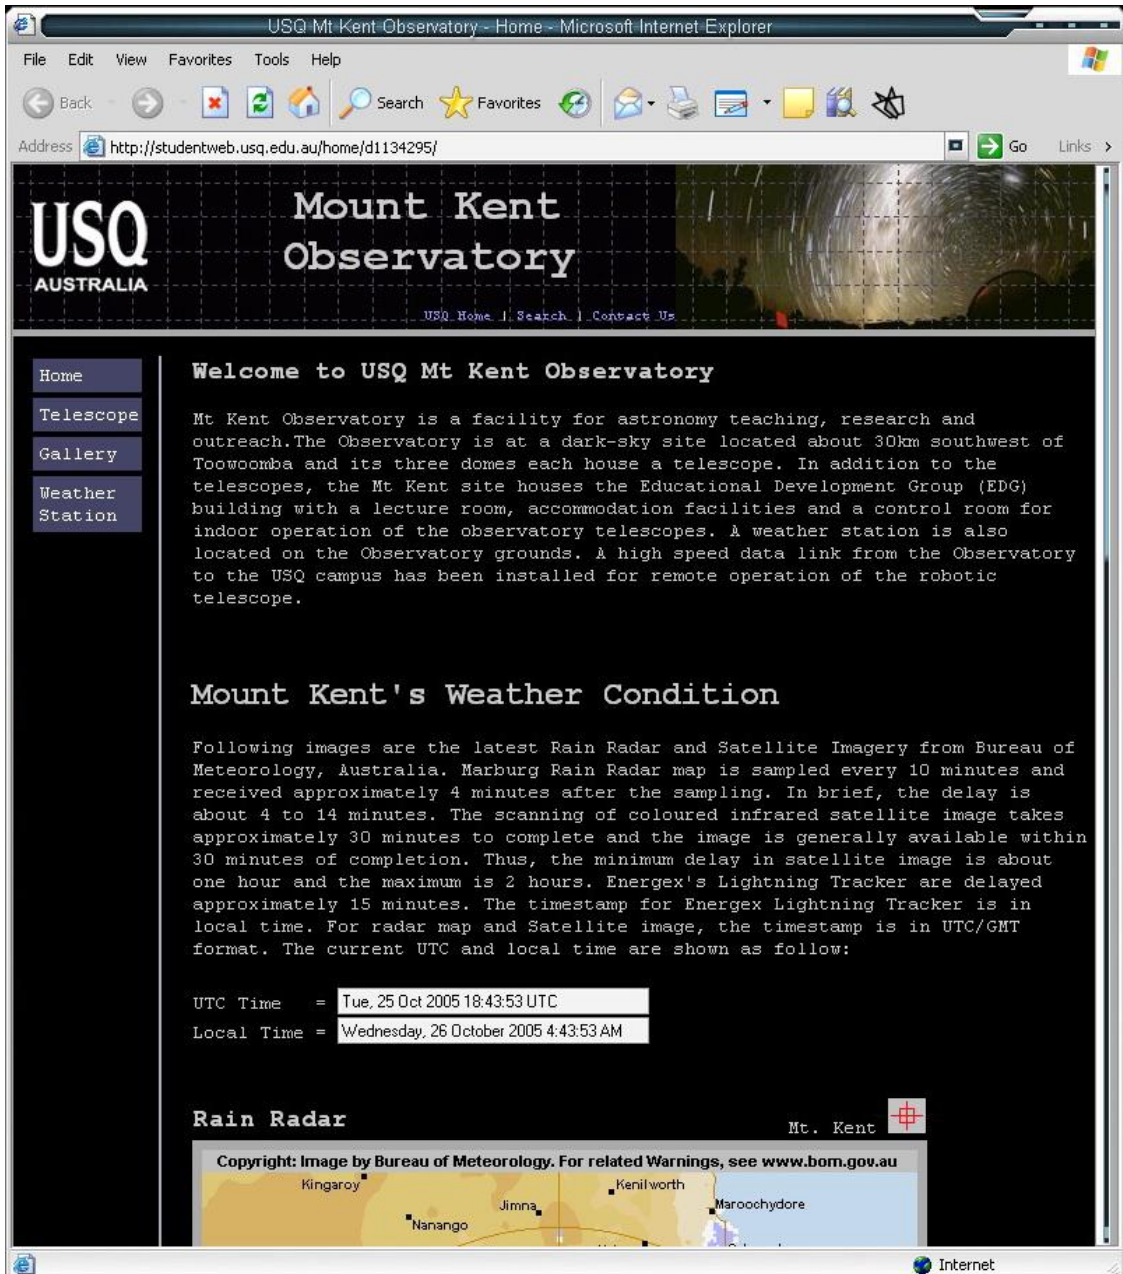 USQ Mt Kent Observatory - Home - Microsoft Internet Explorer
File Edit View Favorites Tools Help
Back Search Favorites
Address http://studentweb.usq.edu.au/home/d1134295/ Go Links
USQ
AUSTRALIA
Mount Kent
Observatory
USQ Home | Search | Contact Us
Home
Telescope
Gallery
Weather
Station
Welcome to USQ Mt Kent Observatory
Mt Kent Observatory is a facility for astronomy teaching, research and
outreach.The Observatory is at a dark-sky site located about 30km southwest of
Toowoomba and its three domes each house a telescope. In addition to the
telescopes, the Mt Kent site houses the Educational Development Group (EDG)
building with a lecture room, accommodation facilities and a control room for
indoor operation of the observatory telescopes. A weather station is also
located on the Observatory grounds. A high speed data link from the Observatory
to the USQ campus has been installed for remote operation of the robotic
telescope.
Mount Kent's Weather Condition
Following images are the latest Rain Radar and Satellite Imagery from Bureau of
Meteorology, Australia. Marburg Rain Radar map is sampled every 10 minutes and
received approximately 4 minutes after the sampling. In brief, the delay is
about 4 to 14 minutes. The scanning of coloured infrared satellite image takes
approximately 30 minutes to complete and the image is generally available within
30 minutes of completion. Thus, the minimum delay in satellite image is about
one hour and the maximum is 2 hours. Energex's Lightning Tracker are delayed
approximately 15 minutes. The timestamp for Energex Lightning Tracker is in
local time. For radar map and Satellite image, the timestamp is in UTC/GMT
format. The current UTC and local time are shown as follow:
UTC Time = Tue, 25 Oct 2005 18:43:53 UTC
Local Time = Wednesday, 26 October 2005 4:43:53 AM
Rain Radar
Mt. Kent
Copyright: Image by Bureau of Meteorology. For related Warnings, see www.bom.gov.au
Kingaroy
Kenilworth
Jimna
Maroochydore
Nanango
Internet